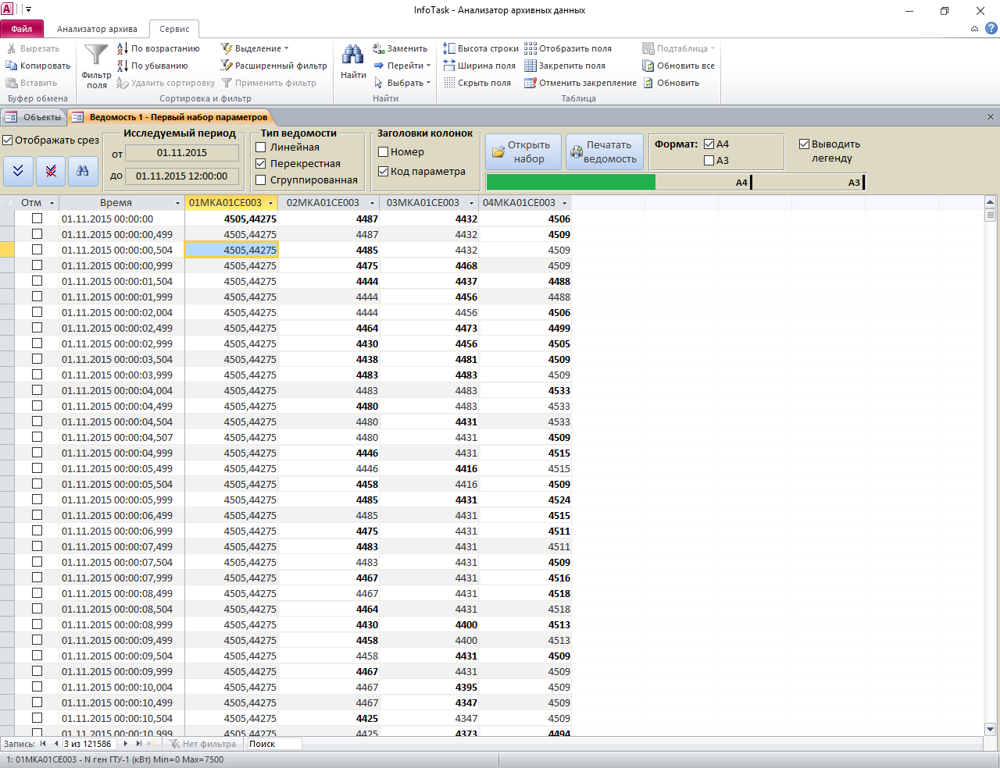 InfoTask - Анализатор архивных данных
Файл Анализатор архива Сервис
Вырезать По возрастанию Выделение Заменить Высота строки Отобразить поля Подтаблица
Копировать Фильтр поля По убыванию Расширенный фильтр Найти Перейти Ширина поля Закрепить поля Обновить все
Вставить Удалить сортировку Применить фильтр Выбрать Скрыть поля Отменить закрепление Обновить
Буфер обмена Сортировка и фильтр Найти Таблица
Объекты Ведомость 1 - Первый набор параметров
Отображать срез Исследуемый период Тип ведомости Заголовки колонок
от 01.11.2015 Линейная Номер Открыть набор Печатать ведомость Формат: А4 Выводить легенду
Перекрестная А3
до 01.11.2015 12:00:00 Сгруппированная Код параметра А4 А3
Отм Время 01MKA01CE003 02MKA01CE003 03MKA01CE003 04MKA01CE003
01.11.2015 00:00:00 4505,44275 4487 4432 4506
01.11.2015 00:00:00,499 4505,44275 4487 4432 4509
01.11.2015 00:00:00,504 4505,44275 4485 4432 4509
01.11.2015 00:00:00,999 4505,44275 4475 4468 4509
01.11.2015 00:00:01,504 4505,44275 4444 4437 4488
01.11.2015 00:00:01,999 4505,44275 4444 4456 4488
01.11.2015 00:00:02,004 4505,44275 4444 4456 4506
01.11.2015 00:00:02,499 4505,44275 4464 4473 4499
01.11.2015 00:00:02,999 4505,44275 4430 4456 4505
01.11.2015 00:00:03,504 4505,44275 4438 4481 4509
01.11.2015 00:00:03,999 4505,44275 4483 4483 4509
01.11.2015 00:00:04,004 4505,44275 4483 4483 4533
01.11.2015 00:00:04,499 4505,44275 4480 4483 4533
01.11.2015 00:00:04,504 4505,44275 4480 4431 4533
01.11.2015 00:00:04,507 4505,44275 4480 4431 4509
01.11.2015 00:00:04,999 4505,44275 4446 4431 4515
01.11.2015 00:00:05,499 4505,44275 4446 4416 4515
01.11.2015 00:00:05,504 4505,44275 4458 4416 4509
01.11.2015 00:00:05,999 4505,44275 4485 4431 4524
01.11.2015 00:00:06,499 4505,44275 4485 4431 4515
01.11.2015 00:00:06,999 4505,44275 4475 4431 4511
01.11.2015 00:00:07,499 4505,44275 4483 4431 4511
01.11.2015 00:00:07,504 4505,44275 4483 4431 4509
01.11.2015 00:00:07,999 4505,44275 4467 4431 4516
01.11.2015 00:00:08,499 4505,44275 4467 4431 4518
01.11.2015 00:00:08,504 4505,44275 4464 4431 4518
01.11.2015 00:00:08,999 4505,44275 4430 4400 4513
01.11.2015 00:00:09,499 4505,44275 4458 4400 4513
01.11.2015 00:00:09,504 4505,44275 4458 4431 4509
01.11.2015 00:00:09,999 4505,44275 4467 4431 4509
01.11.2015 00:00:10,004 4505,44275 4467 4395 4509
01.11.2015 00:00:10,499 4505,44275 4467 4347 4509
01.11.2015 00:00:10,504 4505,44275 4425 4347 4509
01.11.2015 00:00:10,999 4505,44275 4425 4373 4494
Запись: 3 из 121586 Нет фильтра Поиск
1: 01MKA01CE003 - N ген ГТУ-1 (кВт) Min=0 Max=7500